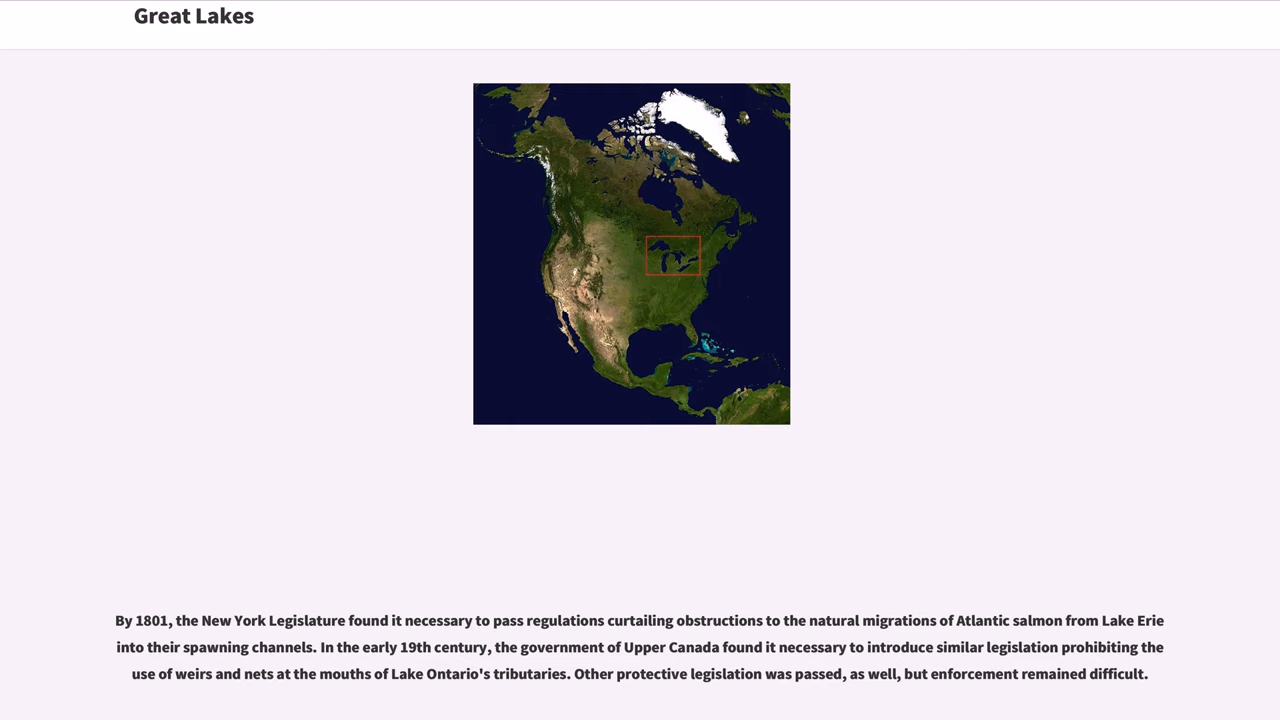 Great Lakes
By 1801, the New York Legislature found it necessary to pass regulations curtailing obstructions to the natural migrations of Atlantic salmon from Lake Erie
into their spawning channels. In the early 19th century, the government of Upper Canada found it necessary to introduce similar legislation prohibiting the
use of weirs and nets at the mouths of Lake Ontario's tributaries. Other protective legislation was passed, as well, but enforcement remained difficult.